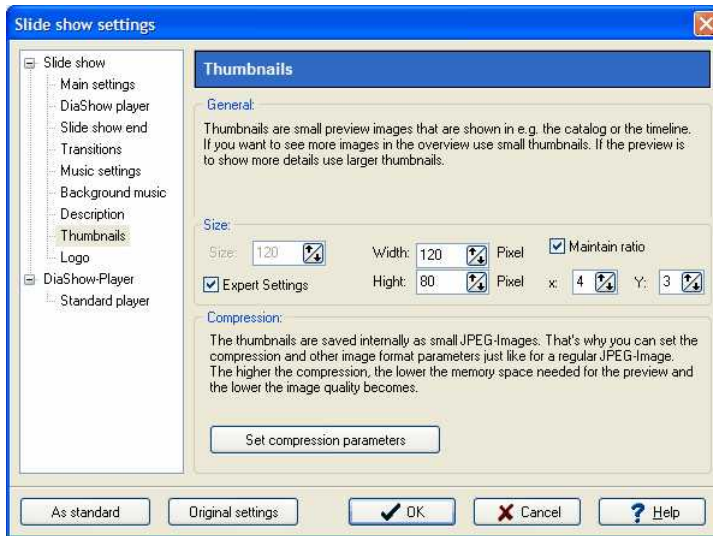 Slide show settings
Slide show
Main settings
DiaShow player
Slide show end
Transitions
Music settings
Background music
Description
Thumbnails
Logo
DiaShow-Player
Standard player
Thumbnails
General:
Thumbnails are small preview images that are shown in e.g. the catalog or the timeline.
If you want to see more images in the overview use small thumbnails. If the preview is
to show more details use larger thumbnails.
Size:
Size: 120 Width: 120 Pixel Maintain ratio
Expert Settings Hight: 80 Pixel x: 4 Y: 3
Compression:
The thumbnails are saved internally as small JPEG-Images. That's why you can set the
compression and other image format parameters just like for a regular JPEG-Image.
The higher the compression, the lower the memory space needed for the preview and
the lower the image quality becomes.
Set compression parameters
As standard Original settings OK Cancel Help